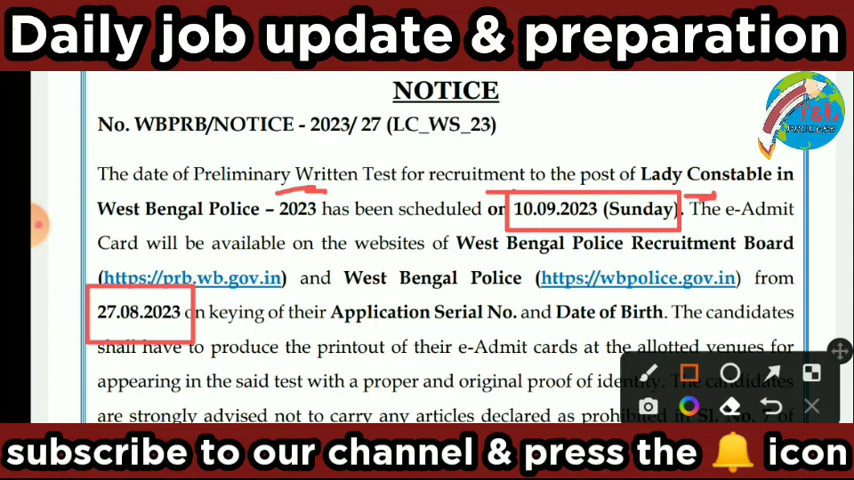 Daily job update & preparation
NOTICE
No. WBPRB/NOTICE - 2023/ 27 (LC_WS_23)
The date of Preliminary Written Test for recruitment to the post of Lady Constable in
West Bengal Police – 2023 has been scheduled on 10.09.2023 (Sunday). The e-Admit
Card will be available on the websites of West Bengal Police Recruitment Board
(https://prb.wb.gov.in) and West Bengal Police (https://wbpolice.gov.in) from
27.08.2023 on keying of their Application Serial No. and Date of Birth. The candidates
shall have to produce the printout of their e-Admit cards at the allotted venues for
appearing in the said test with a proper and original proof of identity. The candidates
are strongly advised not to carry any articles declared as prohibited in Sl. No. 7 of
subscribe to our channel & press the icon